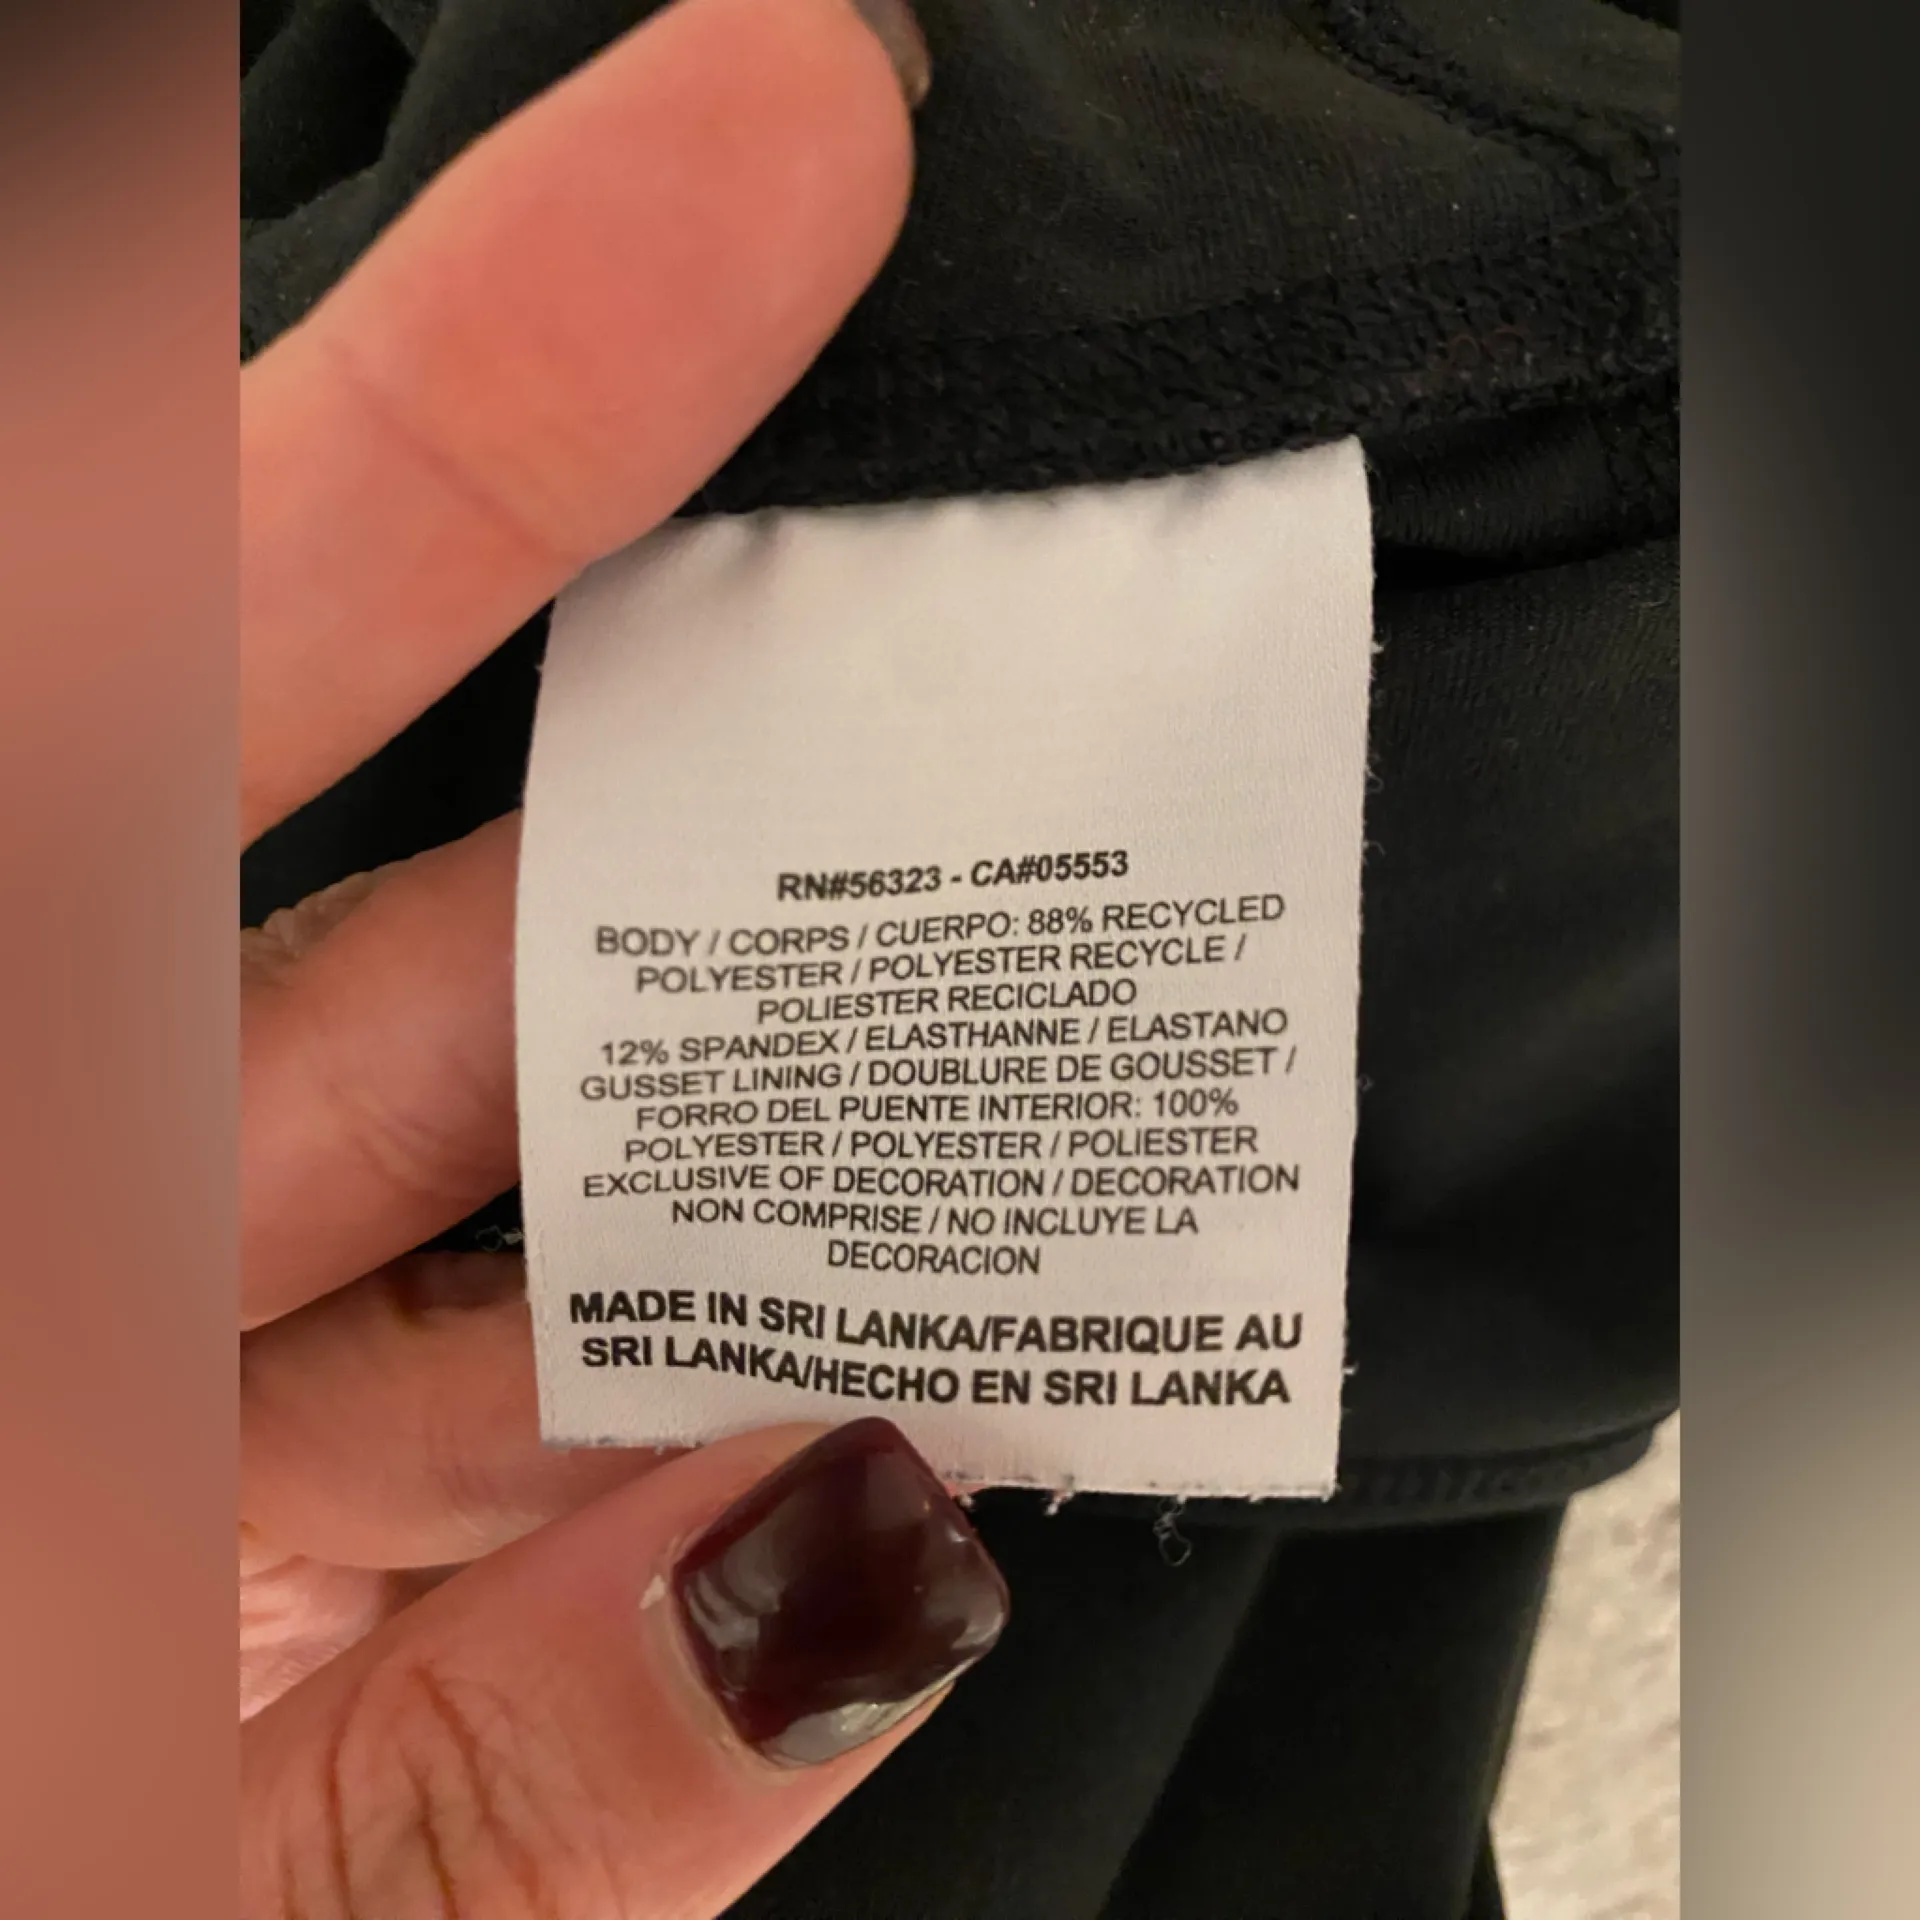 RN#56323 - CA#05553
BODY / CORPS / CUERPO: 88% RECYCLED
POLYESTER / POLYESTER RECYCLE /
POLIESTER RECICLADO
12% SPANDEX / ELASTHANNE / ELASTANO
GUSSET LINING / DOUBLURE DE GOUSSET /
FORRO DEL PUENTE INTERIOR: 100%
POLYESTER / POLYESTER / POLIESTER
EXCLUSIVE OF DECORATION / DECORATION
NON COMPRISE / NO INCLUYE LA
DECORACION
MADE IN SRI LANKA/FABRIQUE AU
SRI LANKA/HECHO EN SRI LANKA